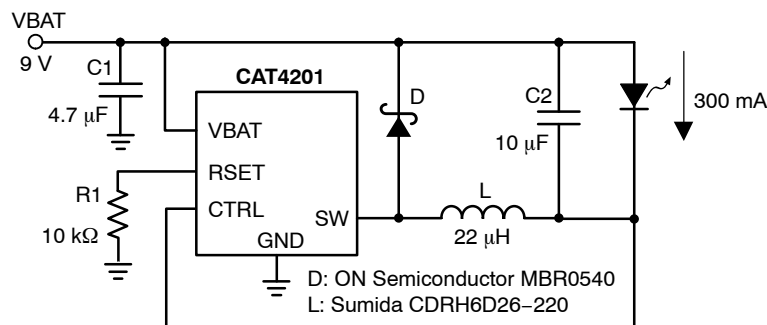 VBAT
9 V
C1
4.7 μF
CAT4201
VBAT
RSET
CTRL
SW
GND
R1
10 kΩ
D
C2
10 μF
300 mA
L
22 μH
D: ON Semiconductor MBR0540
L: Sumida CDRH6D26−220